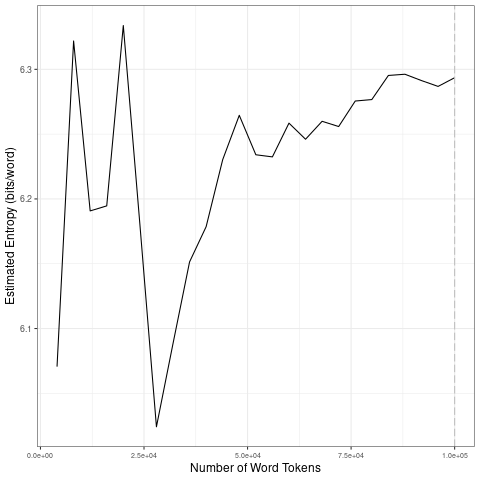 Estimated Entropy (bits/word)
6.3
6.2
6.1
0.0e+00 2.5e+04 5.0e+04 7.5e+04 1.0e+05
Number of Word Tokens